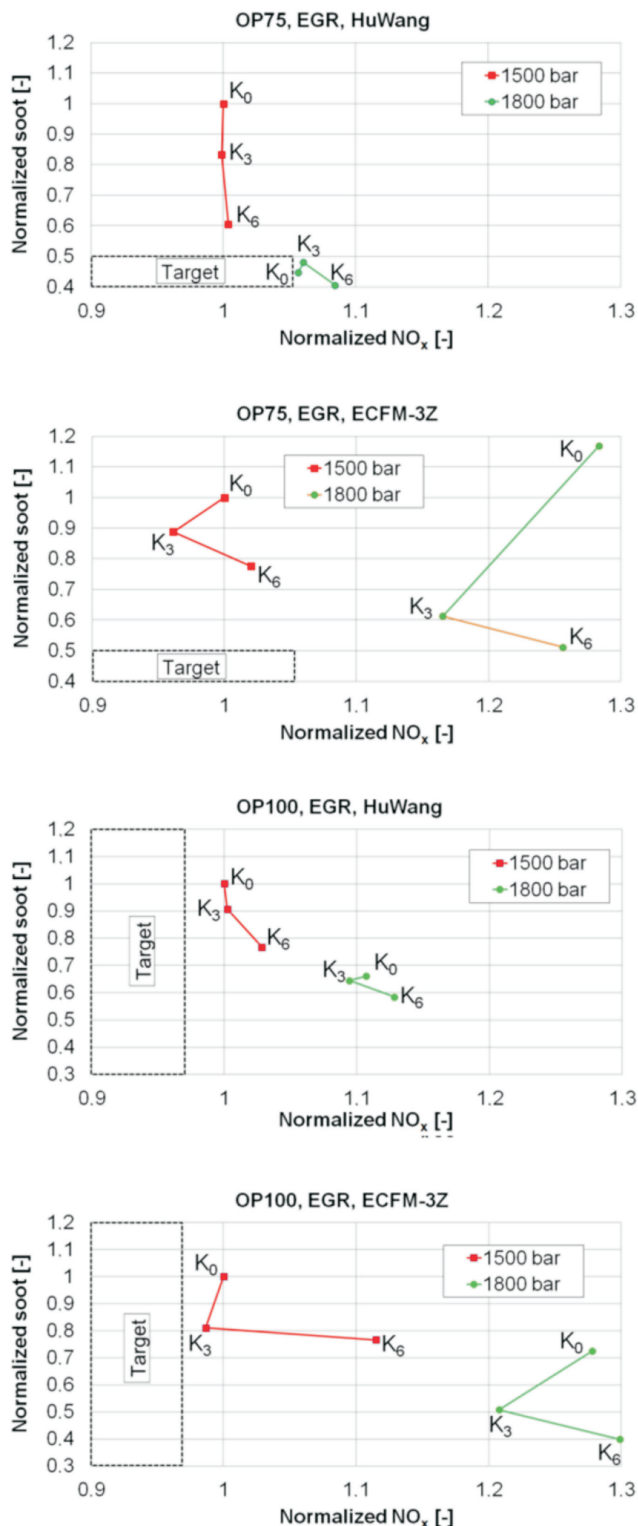 OP75, EGR, HuWang
1.2
1.1
1
0.9
0.8
0.7
0.6
0.5
0.4
Normalized soot [-]
1500 bar
1800 bar
K0
K3
K6
K3
K0
K6
Target
0.9
1
1.1
1.2
1.3
Normalized NOx [-]
OP75, EGR, ECFM-3Z
1.2
1.1
1
0.9
0.8
0.7
0.6
0.5
0.4
Normalized soot [-]
1500 bar
1800 bar
K0
K0
K3
K6
K3
K6
Target
0.9
1
1.1
1.2
1.3
Normalized NOx [-]
OP100, EGR, HuWang
1.2
1.1
1
0.9
0.8
0.7
0.6
0.5
0.4
0.3
Normalized soot [-]
Target
1500 bar
1800 bar
K0
K3
K6
K3
K0
K6
0.9
1
1.1
1.2
1.3
Normalized NOx [-]
OP100, EGR, ECFM-3Z
1.2
1.1
1
0.9
0.8
0.7
0.6
0.5
0.4
0.3
Normalized soot [-]
Target
1500 bar
1800 bar
K0
K3
K6
K0
K3
K6
0.9
1
1.1
1.2
1.3
Normalized NOx [-]